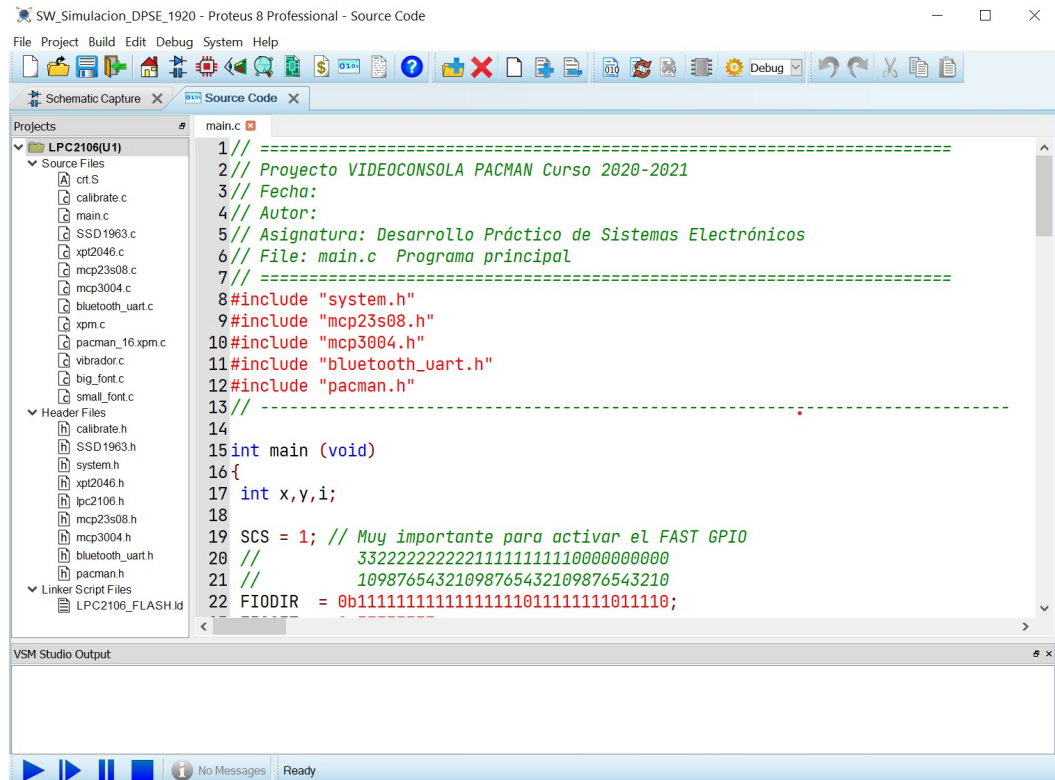 SW_Simulacion_DPSE_1920 - Proteus 8 Professional - Source Code
File Project Build Edit Debug System Help
Debug
Schematic Capture Source Code
Projects
LPC2106(U1)
Source Files
crt.S
calibrate.c
main.c
SSD1963.c
xpt2046.c
mcp23s08.c
mcp3004.c
bluetooth_uart.c
xpm.c
pacman_16.xpm.c
vibrador.c
big_font.c
small_font.c
Header Files
calibrate.h
SSD1963.h
system.h
xpt2046.h
lpc2106.h
mcp23s08.h
mcp3004.h
bluetooth_uart.h
pacman.h
Linker Script Files
LPC2106_FLASH.ld
main.c
1 // =======================================================================
2 // Proyecto VIDEOCONSOLA PACMAN Curso 2020-2021
3 // Fecha:
4 // Autor:
5 // Asignatura: Desarrollo Práctico de Sistemas Electrónicos
6 // File: main.c  Programa principal
7 // =======================================================================
8 #include "system.h"
9 #include "mcp23s08.h"
10 #include "mcp3004.h"
11 #include "bluetooth_uart.h"
12 #include "pacman.h"
13 // -----------------------------------------------------------------------------
14
15 int main (void)
16 {
17  int x,y,i;
18
19  SCS = 1; // Muy importante para activar el FAST GPIO
20  //          33222222222211111111110000000000
21  //          10987654321098765432109876543210
22  FIODIR  = 0b11111111111111111011111111011110;
VSM Studio Output
No Messages Ready